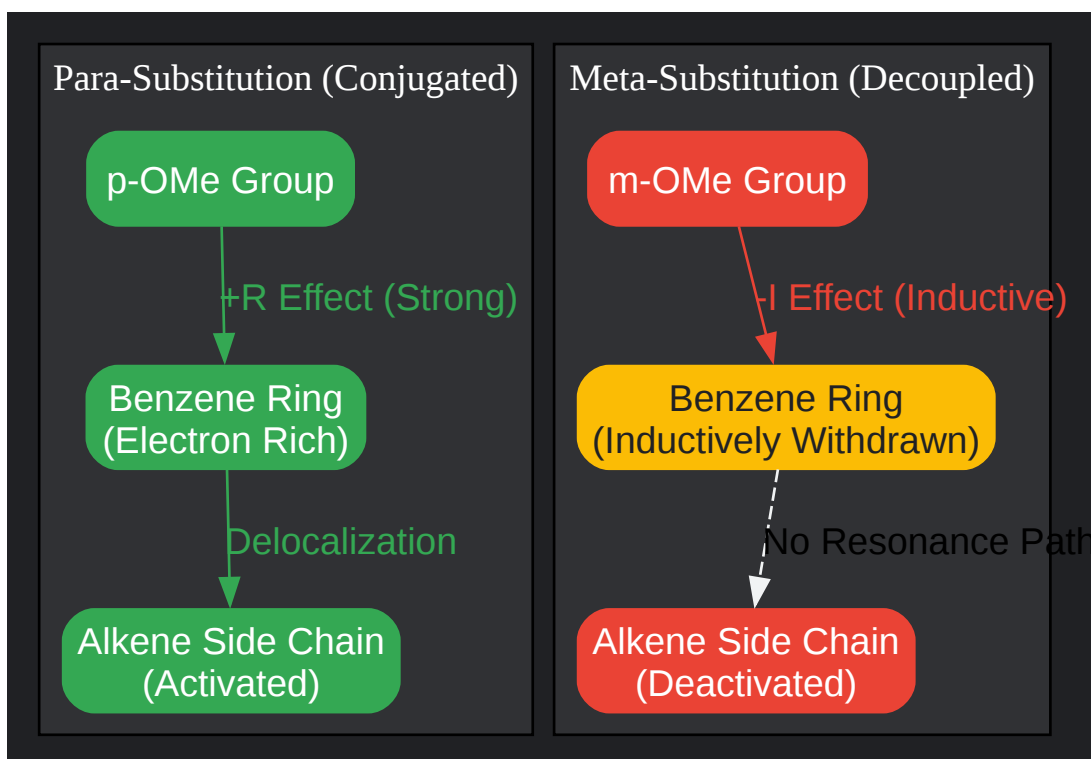 Para-Substitution (Conjugated)
p-OMe Group
+R Effect (Strong)
Benzene Ring
(Electron Rich)
Delocalization
Alkene Side Chain
(Activated)
Meta-Substitution (Decoupled)
m-OMe Group
-I Effect (Inductive)
Benzene Ring
(Inductively Withdrawn)
No Resonance Path
Alkene Side Chain
(Deactivated)